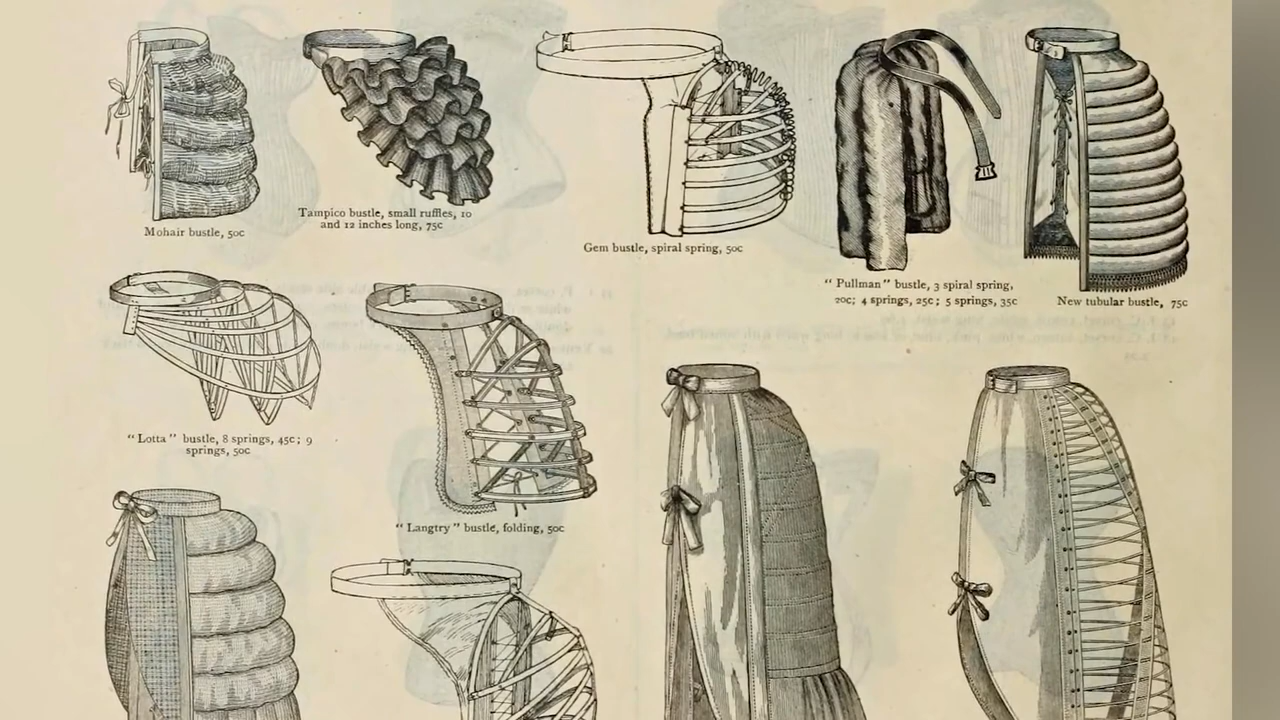 Mohair bustle, 50c
Tampico bustle, small ruffles, 10
and 12 inches long, 75c
Gem bustle, spiral spring, 50c
"Pullman" bustle, 3 spiral spring,
20c; 4 springs, 25c; 5 springs, 35c
New tubular bustle, 75c
"Lotta" bustle, 8 springs, 45c; 9
springs, 50c
"Langtry" bustle, folding, 50c